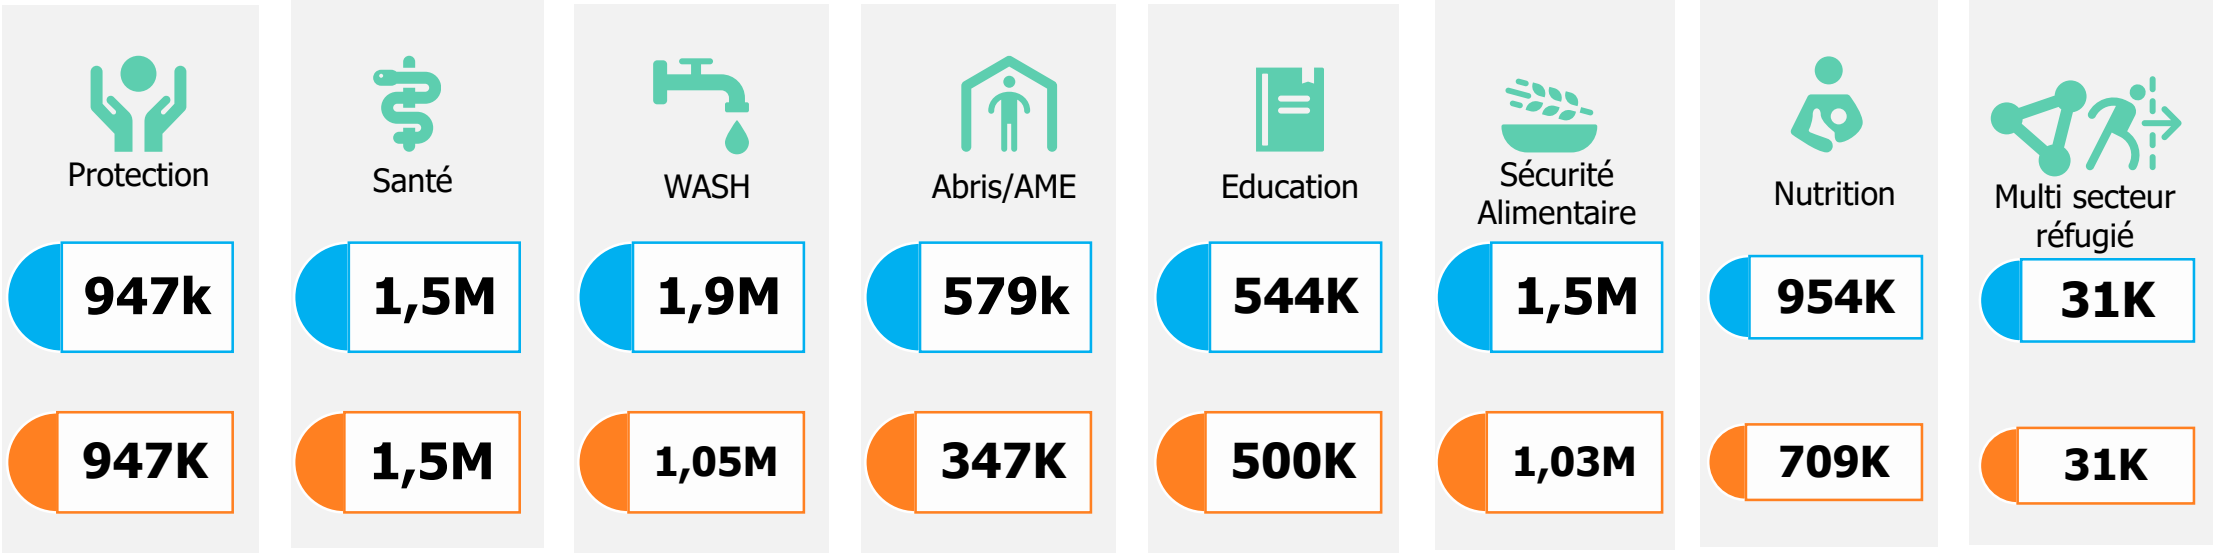 Protection
947k
947K
Santé
1,5M
1,5M
WASH
1,9M
1,05M
Abris/AME
579k
347K
Education
544K
500K
Sécurité
Alimentaire
1,5M
1,03M
Nutrition
954K
709K
Multi secteur
réfugié
31K
31K